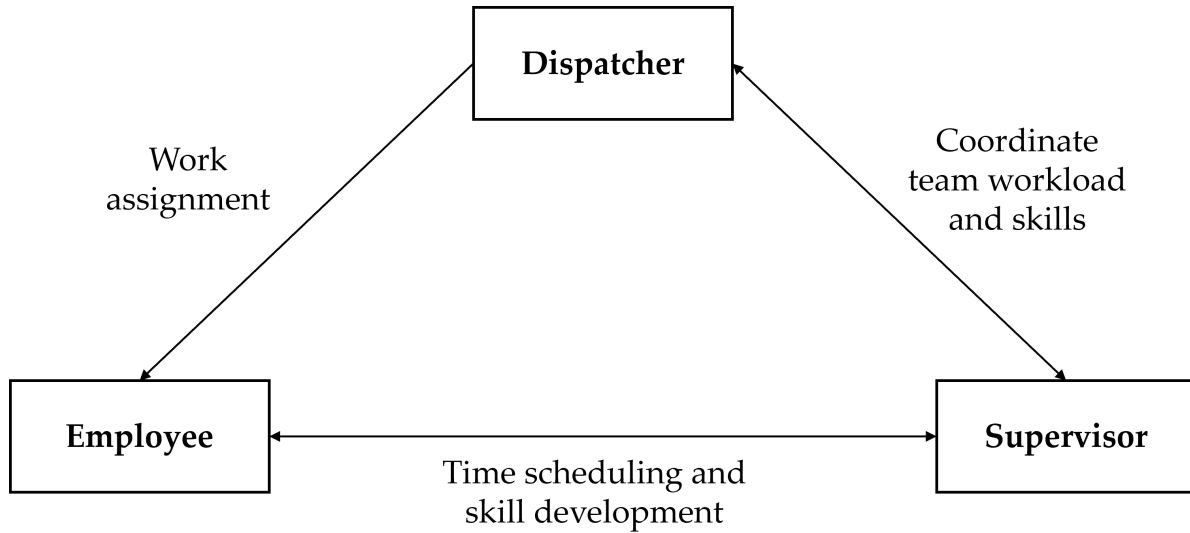 Dispatcher
Work
assignment
Coordinate
team workload
and skills
Employee
Supervisor
Time scheduling and
skill development